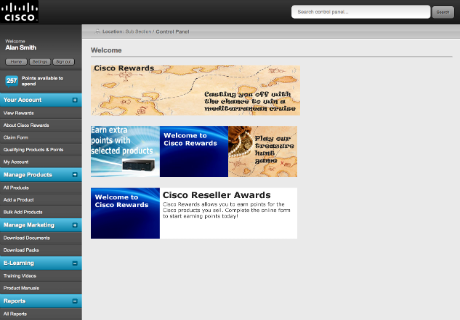 CISCO
Search control panel...
Search
Location: Sub Section / Control Panel
Welcome
Alan Smith
Home
Settings
Sign Out
257
Points available to
spend
Welcome
Cisco Rewards
Casting you off with
the chance to win a
mediterranean cruise
Your Account
View Rewards
About Cisco Rewards
Claim Form
Qualifying Products & Points
My Account
Earn extra
points with
selected products
Welcome to
Cisco Rewards
Play our
treasure
hunt
game
Manage Products
All Products
Add a Product
Bulk Add Products
Welcome to
Cisco Rewards
Cisco Reseller Awards
Cisco Rewards allows you to earn points for the
Cisco products you sell. Complete the online form
to start earning points today!
Manage Marketing
Download Documents
Download Packs
E-Learning
Training Videos
Product Manuals
Reports
All Reports